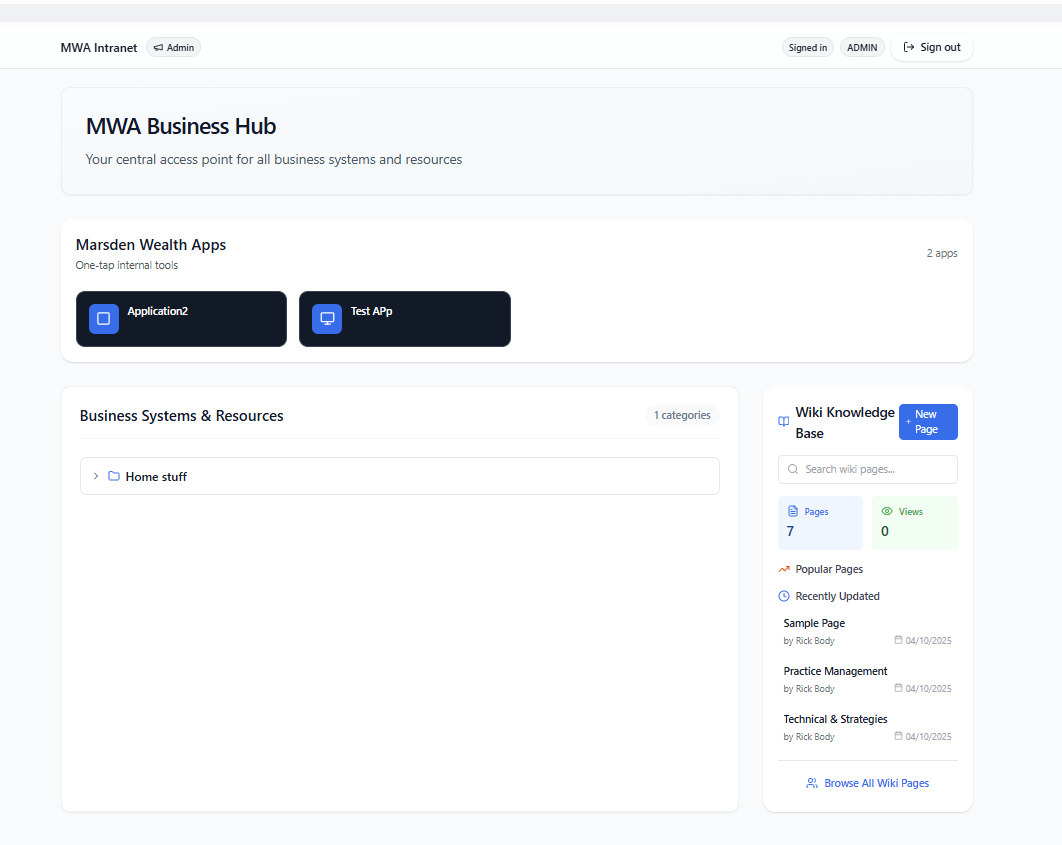 MWA Intranet Admin Signed in ADMIN Sign out
MWA Business Hub
Your central access point for all business systems and resources
Marsden Wealth Apps
One-tap internal tools
2 apps
Application2
Test APp
Business Systems & Resources
1 categories
Home stuff
Wiki Knowledge
Base
+ New
Page
Search wiki pages...
Pages
7
Views
0
Popular Pages
Recently Updated
Sample Page
by Rick Body 04/10/2025
Practice Management
by Rick Body 04/10/2025
Technical & Strategies
by Rick Body 04/10/2025
Browse All Wiki Pages